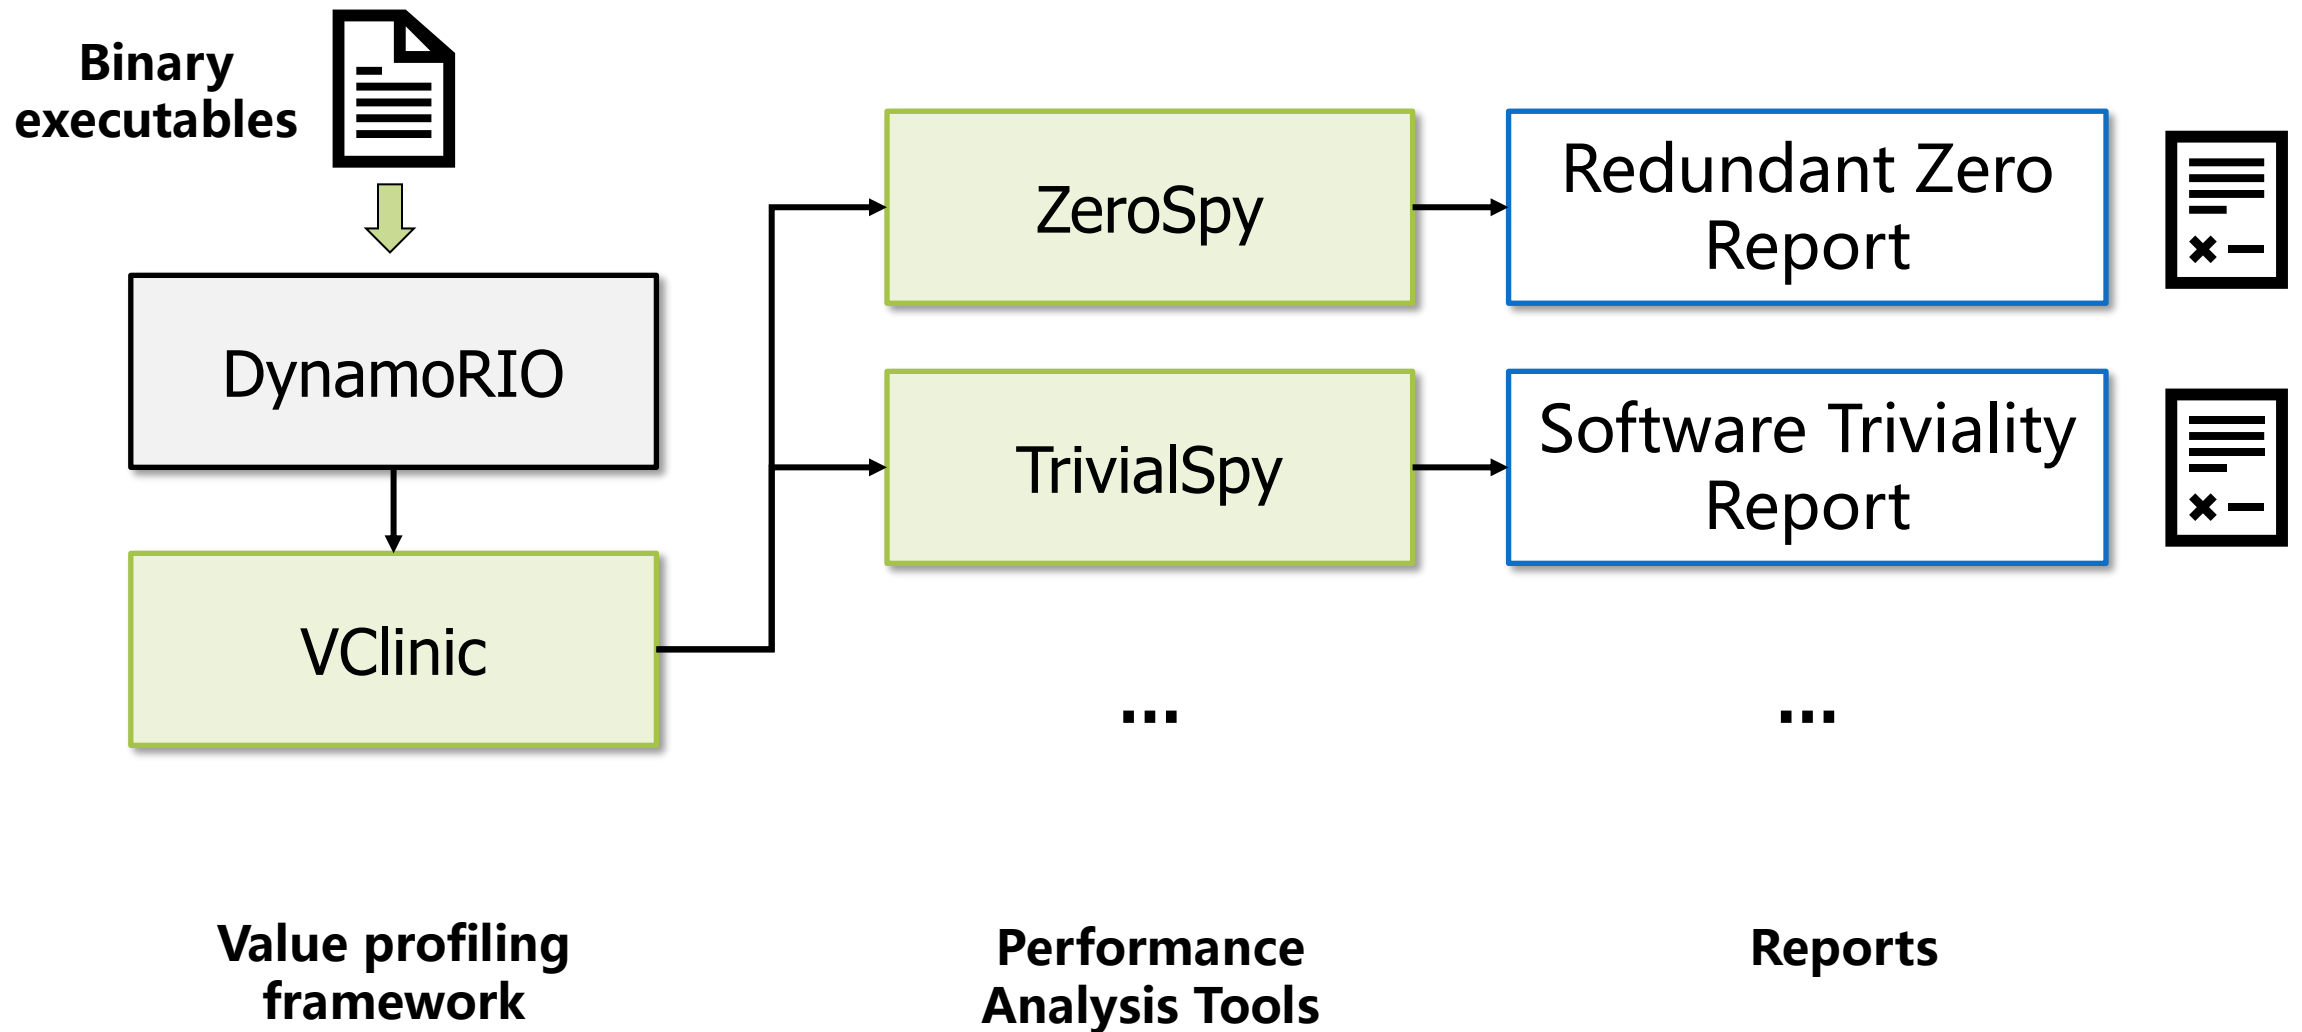 Binary
executables
DynamoRIO
VClinic
ZeroSpy
TrivialSpy
...
Redundant Zero
Report
Software Triviality
Report
...
Value profiling
framework
Performance
Analysis Tools
Reports